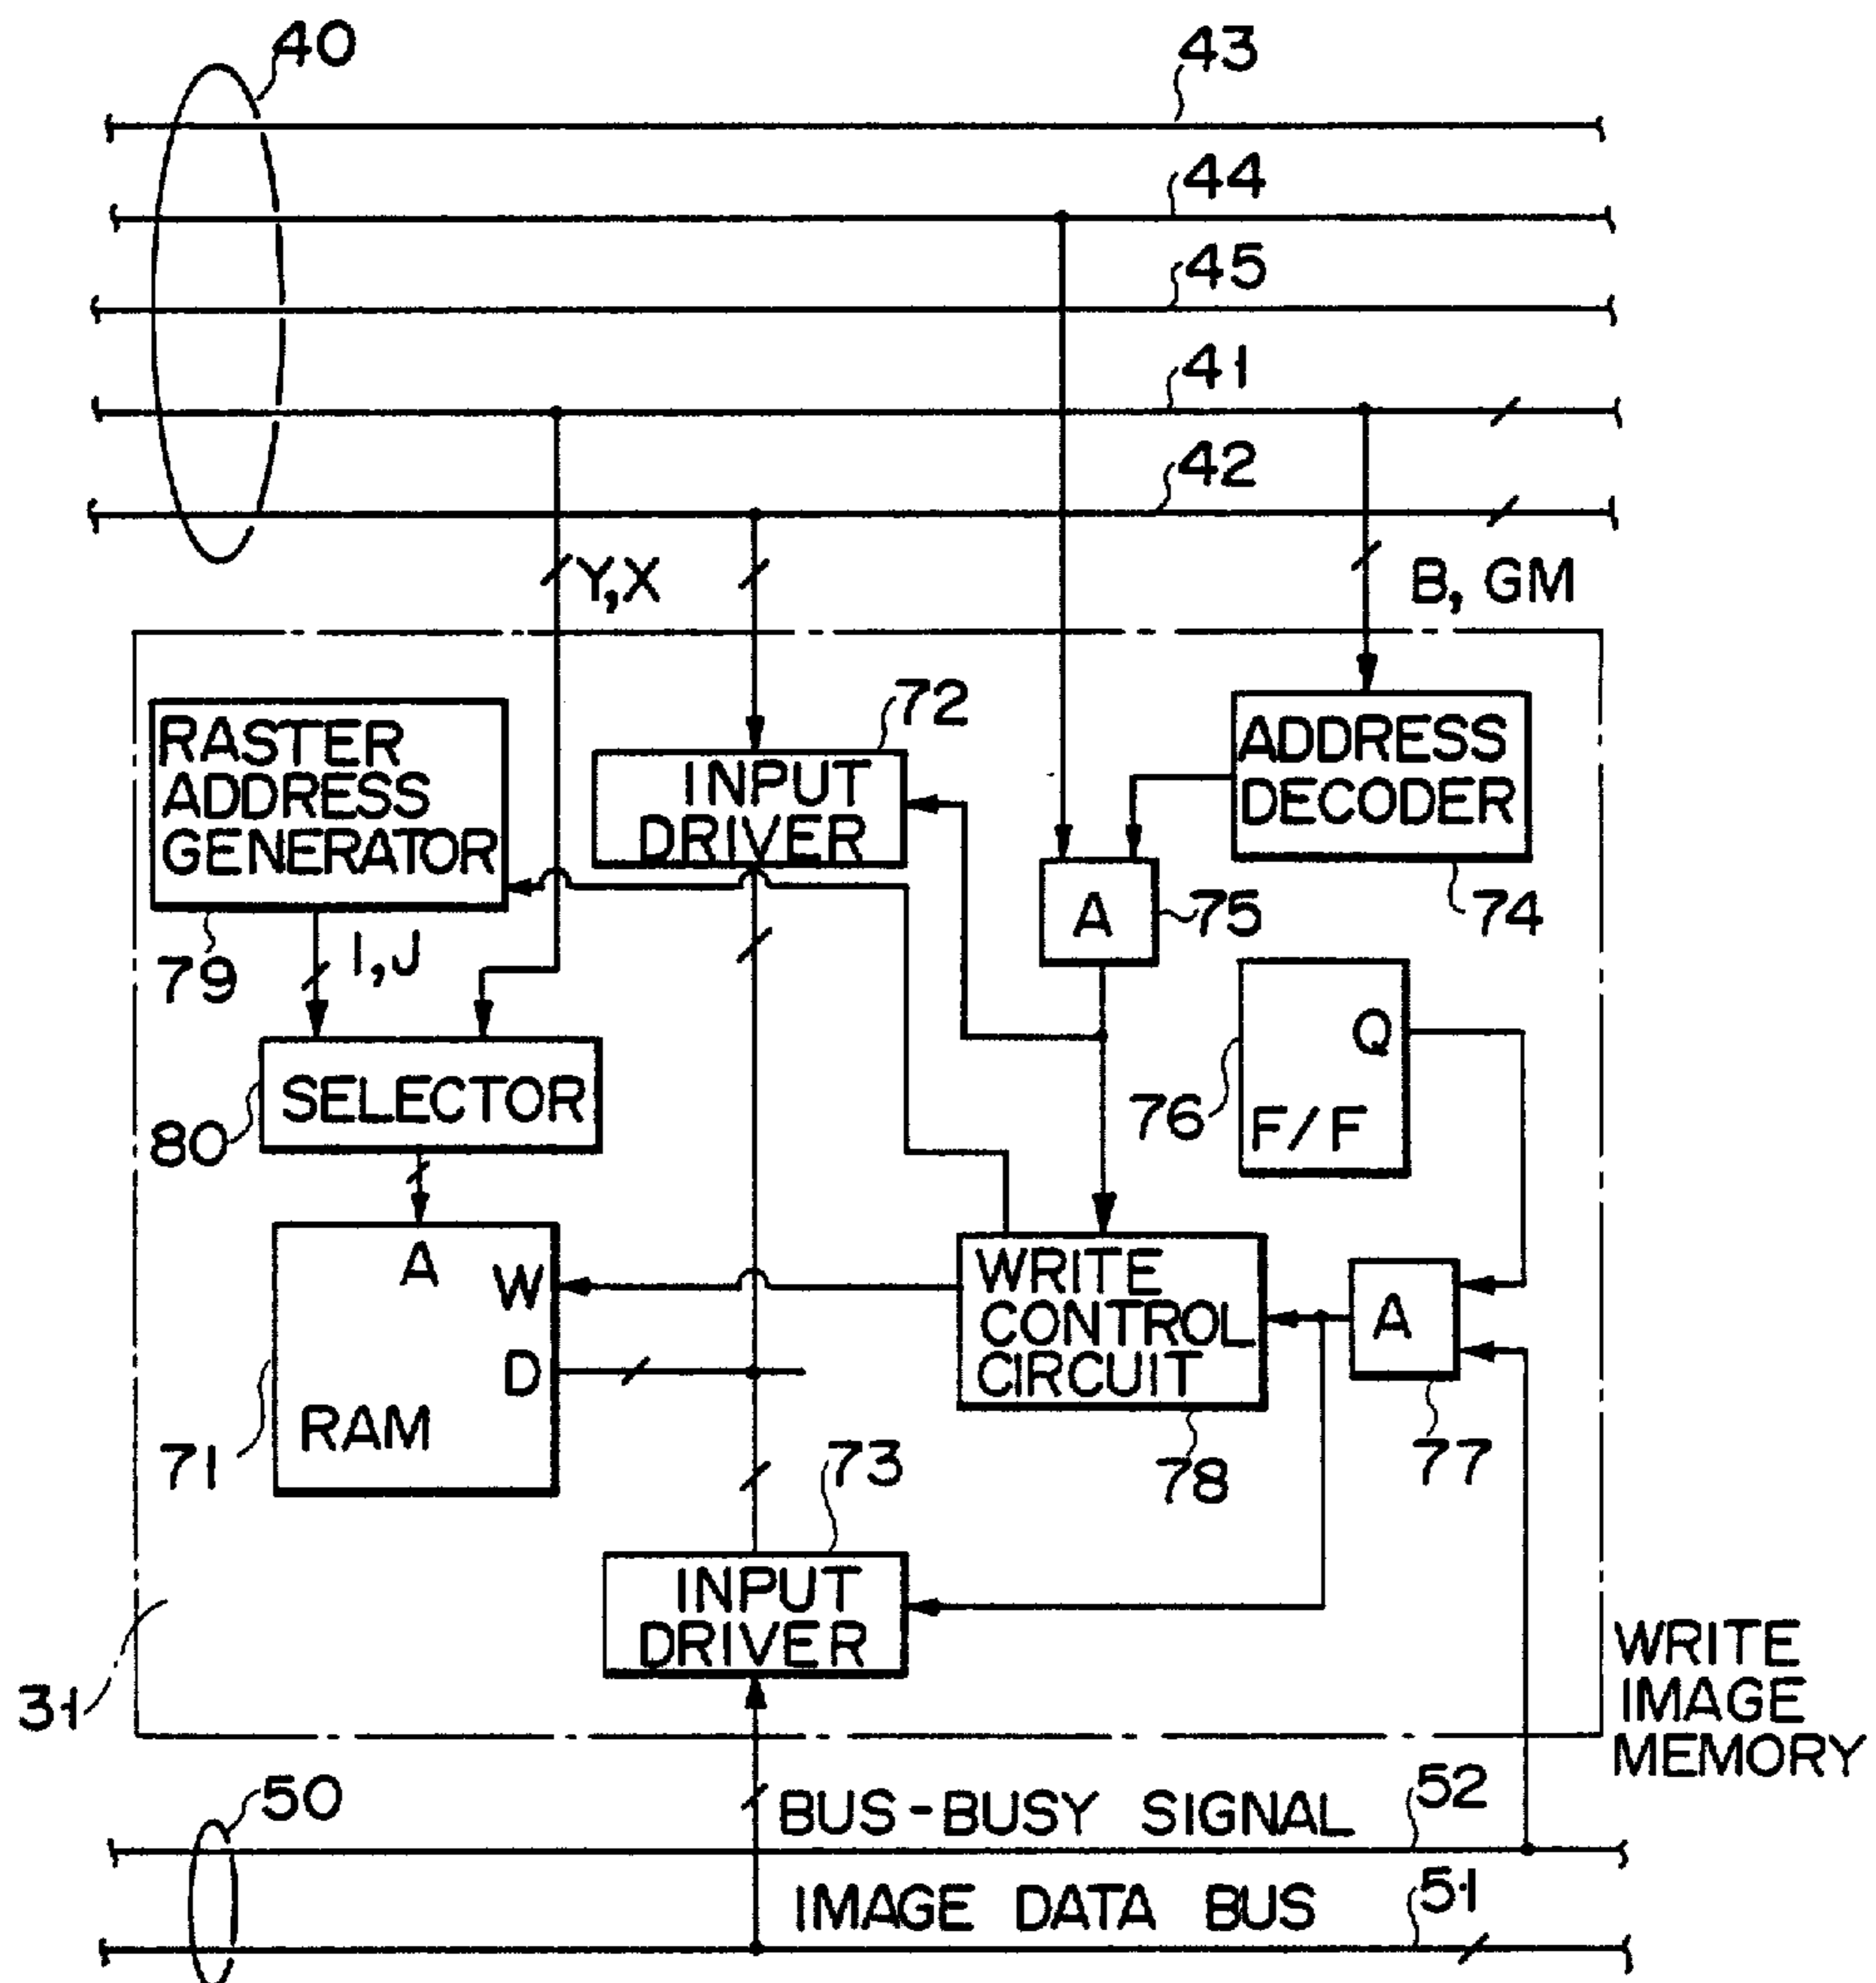 40
43
44
45
41
42
Y,X
B, GM
72
RASTER
ADDRESS
GENERATOR
INPUT
DRIVER
ADDRESS
DECODER
A
75
74
79
I,J
Q
76
F/F
SELECTOR
80
A
W
D
RAM
71
WRITE
CONTROL
CIRCUIT
A
77
78
73
INPUT
DRIVER
31
WRITE
IMAGE
MEMORY
50
BUS-BUSY SIGNAL
52
IMAGE DATA BUS
51